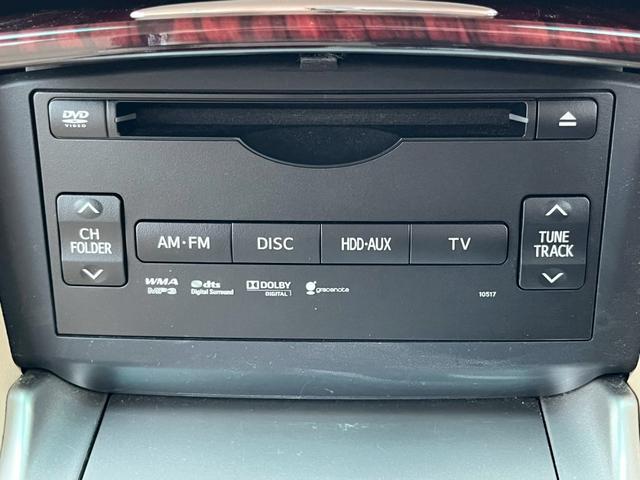 DVD
VIDEO
CH
FOLDER
AM·FM
DISC
HDD·AUX
TV
TUNE
TRACK
WMA
MP3
dts
Digital Surround
DOLBY
DIGITAL
gracenote
10517